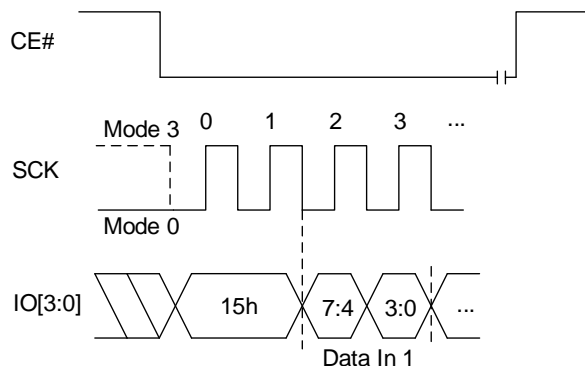 CE#
Mode 3 0 1 2 3 ...
SCK
Mode 0
IO[3:0] 15h 7:4 3:0 ...
Data In 1